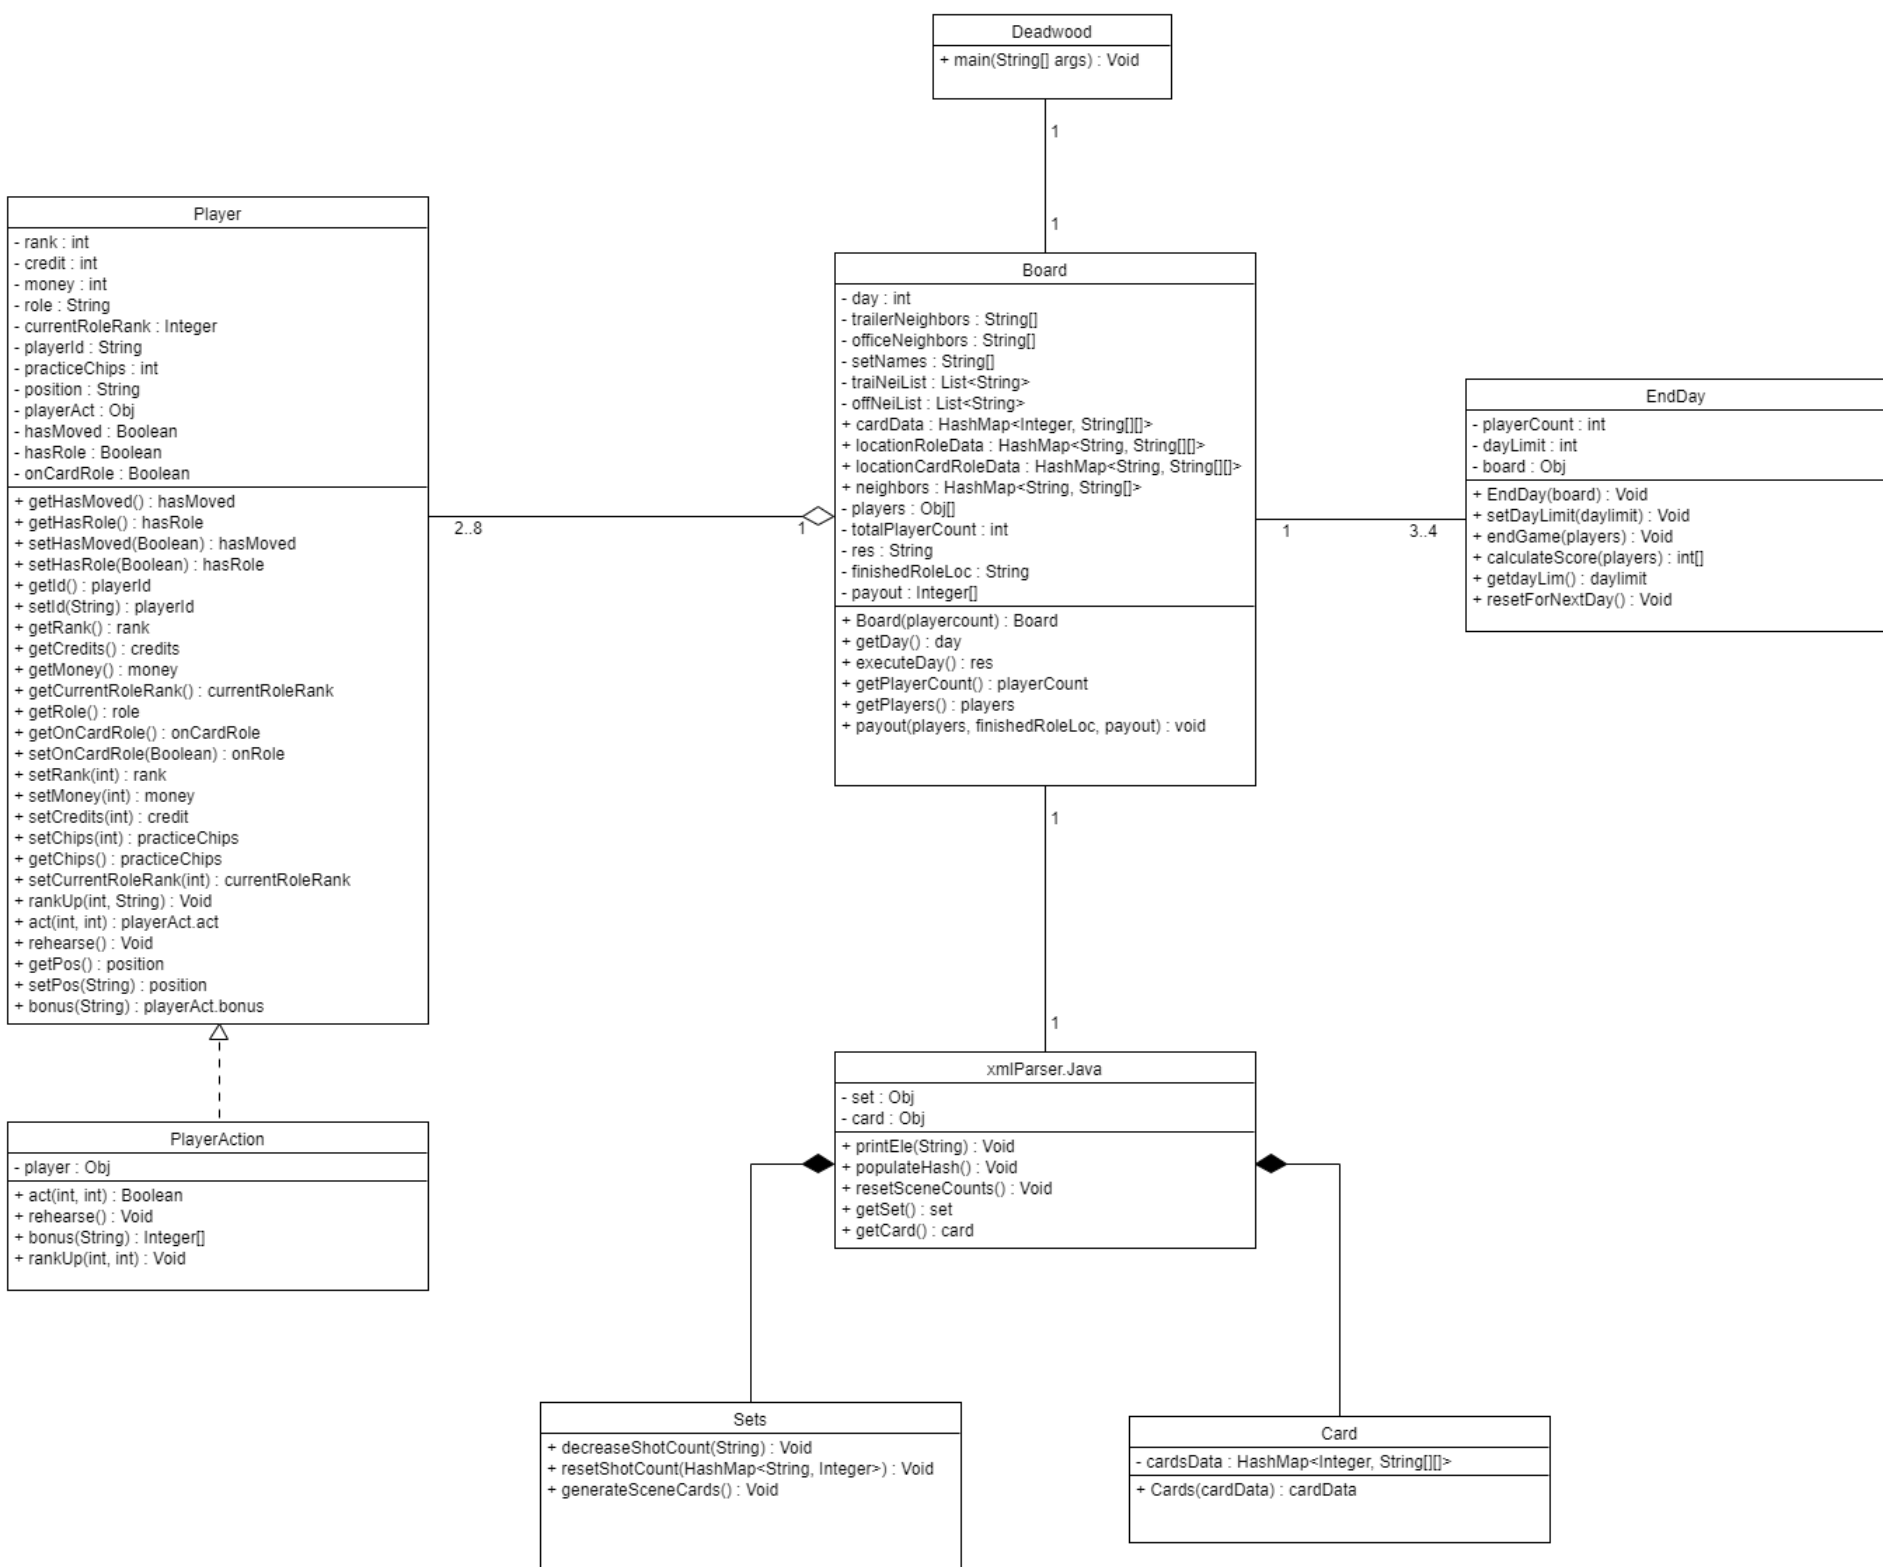 Deadwood
+ main(String[] args) : Void
1
1
Player
- rank : int
- credit : int
- money : int
- role : String
- currentRoleRank : Integer
- playerId : String
- practiceChips : int
- position : String
- playerAct : Obj
- hasMoved : Boolean
- hasRole : Boolean
- onCardRole : Boolean
+ getHasMoved() : hasMoved
+ getHasRole() : hasRole
+ setHasMoved(Boolean) : hasMoved
+ setHasRole(Boolean) : hasRole
+ getId() : playerId
+ setId(String) : playerId
+ getRank() : rank
+ getCredits() : credits
+ getMoney() : money
+ getCurrentRoleRank() : currentRoleRank
+ getRole() : role
+ getOnCardRole() : onCardRole
+ setOnCardRole(Boolean) : onRole
+ setRank(int) : rank
+ setMoney(int) : money
+ setCredits(int) : credit
+ setChips(int) : practiceChips
+ getChips() : practiceChips
+ setCurrentRoleRank(int) : currentRoleRank
+ rankUp(int, String) : Void
+ act(int, int) : playerAct.act
+ rehearse() : Void
+ getPos() : position
+ setPos(String) : position
+ bonus(String) : playerAct.bonus
2..8
1
Board
- day : int
- trailerNeighbors : String[]
- officeNeighbors : String[]
- setNames : String[]
- traiNeiList : List<String>
- offNeiList : List<String>
+ cardData : HashMap<Integer, String[][]>
+ locationRoleData : HashMap<String, String[][]>
+ locationCardRoleData : HashMap<String, String[][]>
+ neighbors : HashMap<String, String[]>
- players : Obj[]
- totalPlayerCount : int
- res : String
- finishedRoleLoc : String
- payout : Integer[]
+ Board(playercount) : Board
+ getDay() : day
+ executeDay() : res
+ getPlayerCount() : playerCount
+ getPlayers() : players
+ payout(players, finishedRoleLoc, payout) : void
1
3..4
EndDay
- playerCount : int
- dayLimit : int
- board : Obj
+ EndDay(board) : Void
+ setDayLimit(daylimit) : Void
+ endGame(players) : Void
+ calculateScore(players) : int[]
+ getdayLim() : daylimit
+ resetForNextDay() : Void
1
1
PlayerAction
- player : Obj
+ act(int, int) : Boolean
+ rehearse() : Void
+ bonus(String) : Integer[]
+ rankUp(int, int) : Void
xmlParser.Java
- set : Obj
- card : Obj
+ printEle(String) : Void
+ populateHash() : Void
+ resetSceneCounts() : Void
+ getSet() : set
+ getCard() : card
Sets
+ decreaseShotCount(String) : Void
+ resetShotCount(HashMap<String, Integer>) : Void
+ generateSceneCards() : Void
Card
- cardsData : HashMap<Integer, String[][]>
+ Cards(cardData) : cardData